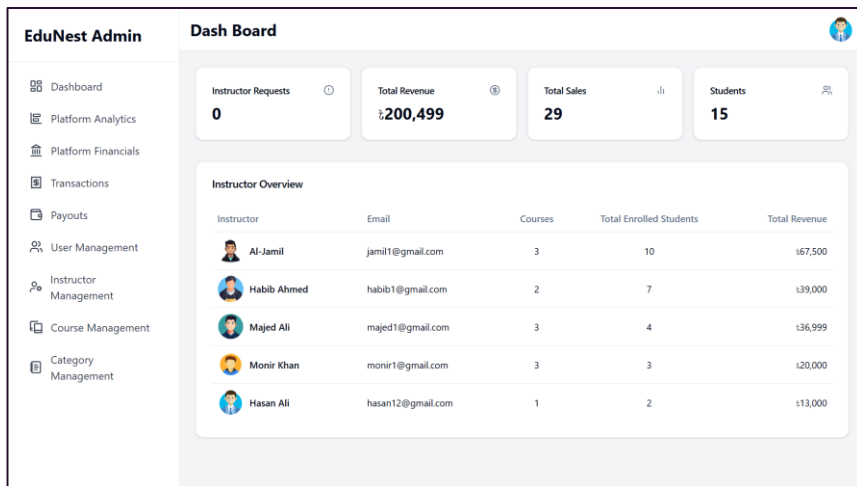 EduNest Admin
Dash Board
Dashboard
Platform Analytics
Platform Financials
Transactions
Payouts
User Management
Instructor
Management
Course Management
Category
Management
Instructor Requests
0
Total Revenue
৳200,499
Total Sales
29
Students
15
Instructor Overview
Instructor Email Courses Total Enrolled Students Total Revenue
Al-Jamil jamil1@gmail.com 3 10 ৳67,500
Habib Ahmed habib1@gmail.com 2 7 ৳39,000
Majed Ali majed1@gmail.com 3 4 ৳36,999
Monir Khan monir1@gmail.com 3 3 ৳20,000
Hasan Ali hasan12@gmail.com 1 2 ৳13,000